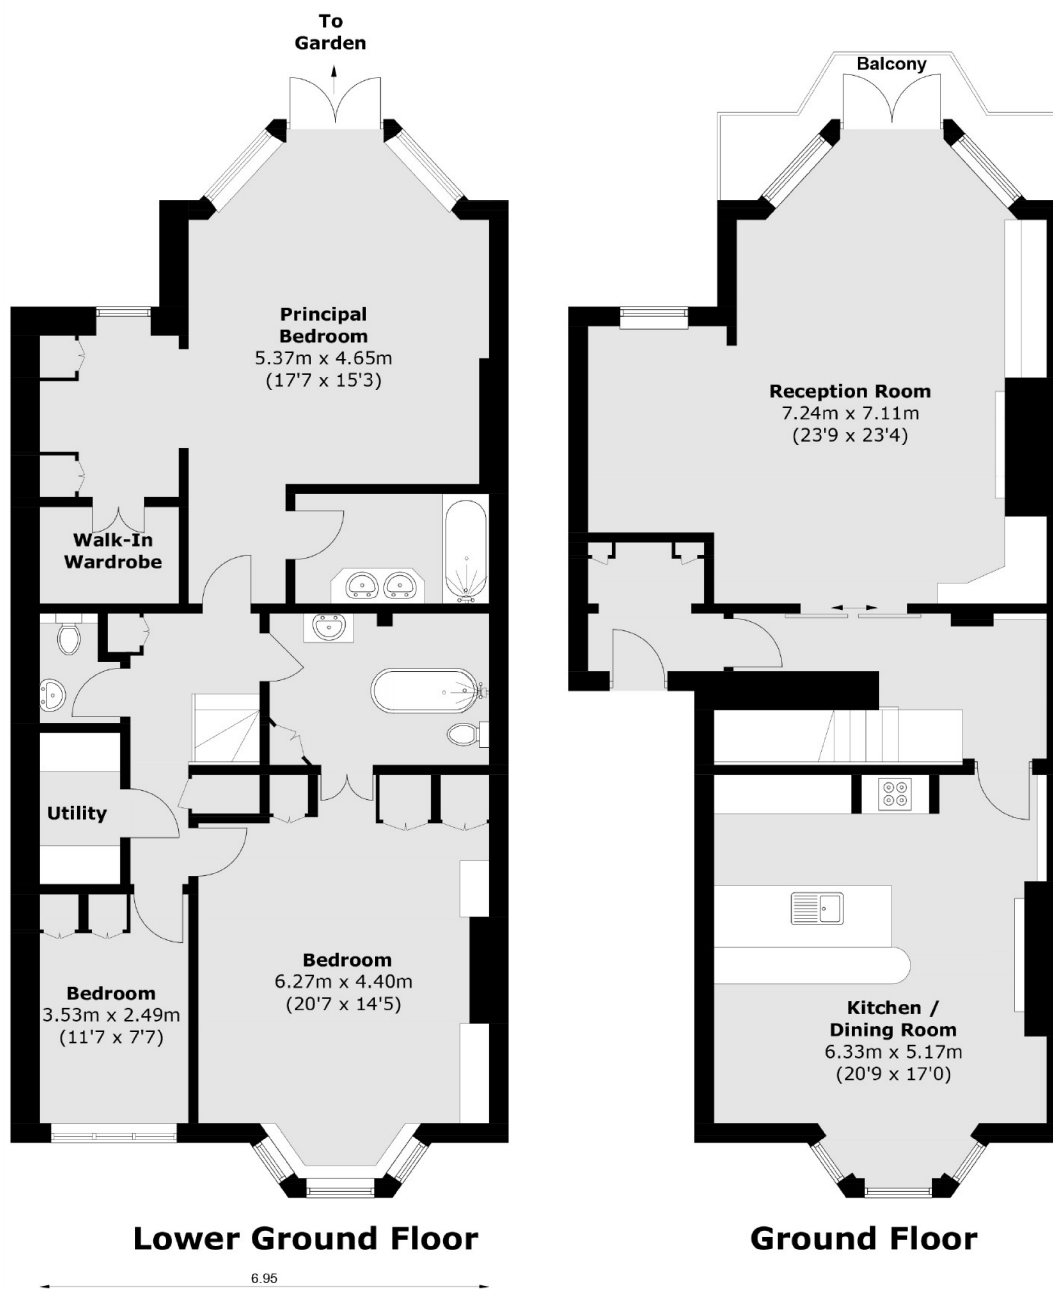 To
Garden
Principal
Bedroom
5.37m x 4.65m
(17'7 x 15'3)
Walk-In
Wardrobe
Utility
Bedroom
3.53m x 2.49m
(11'7 x 7'7)
Bedroom
6.27m x 4.40m
(20'7 x 14'5)
Lower Ground Floor
6.95
Balcony
Reception Room
7.24m x 7.11m
(23'9 x 23'4)
Kitchen /
Dining Room
6.33m x 5.17m
(20'9 x 17'0)
Ground Floor